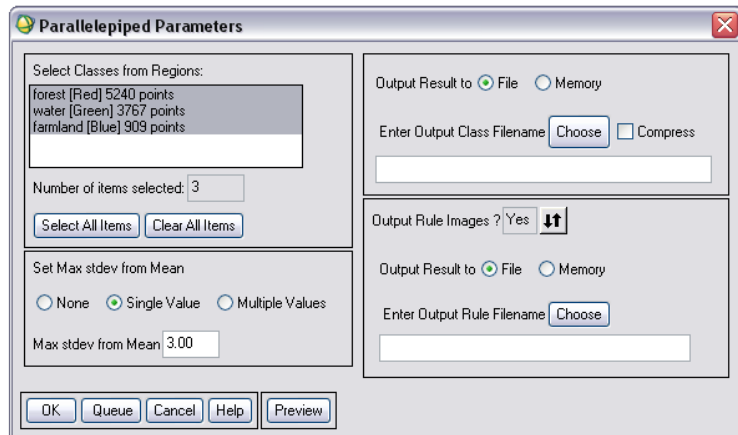 Parallelepiped Parameters
Select Classes from Regions:
forest [Red] 5240 points
water [Green] 3767 points
farmland [Blue] 909 points
Number of items selected: 3
Select All Items Clear All Items
Set Max stdev from Mean
None Single Value Multiple Values
Max stdev from Mean 3.00
Output Result to File Memory
Enter Output Class Filename Choose Compress
Output Rule Images ? Yes
Output Result to File Memory
Enter Output Rule Filename Choose
OK Queue Cancel Help Preview